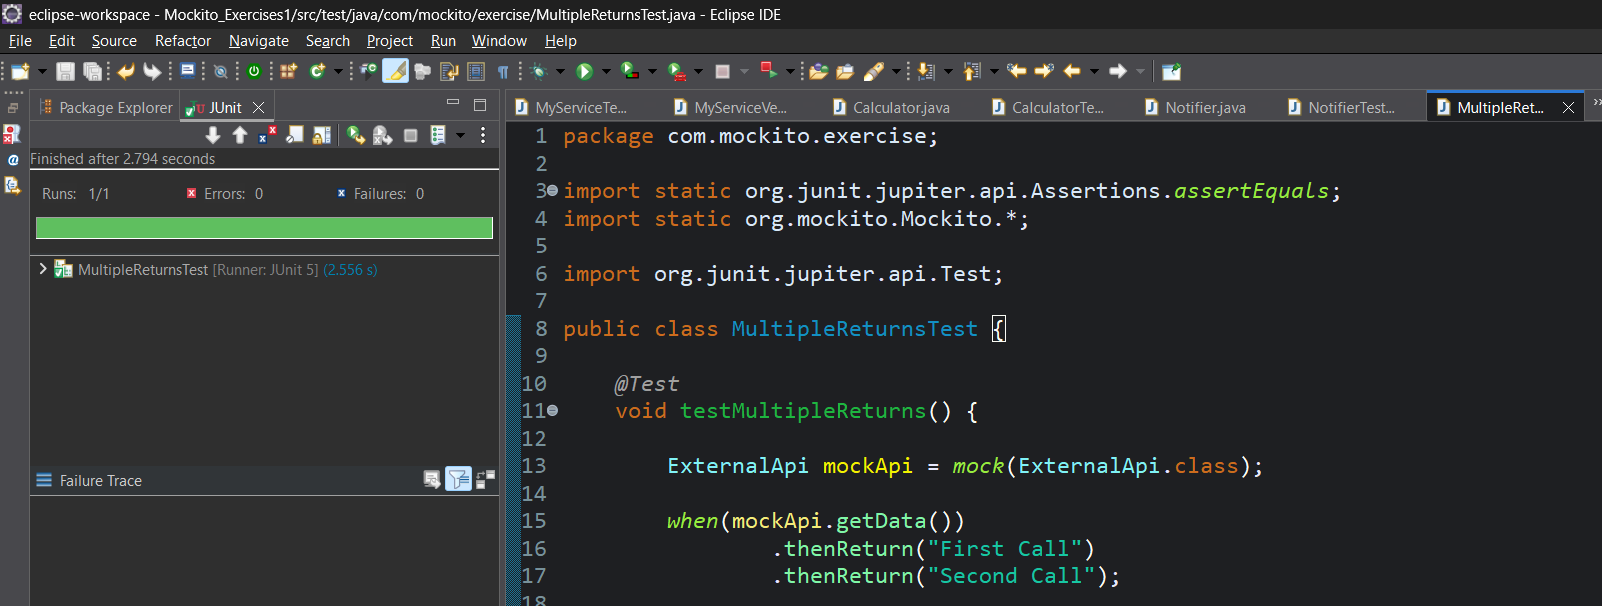 eclipse-workspace - Mockito_Exercises1/src/test/java/com/mockito/exercise/MultipleReturnsTest.java - Eclipse IDE
File Edit Source Refactor Navigate Search Project Run Window Help
Package Explorer JUnit
MyServiceTe... MyServiceVe... Calculator.java CalculatorTe... Notifier.java NotifierTest... MultipleRet...
Finished after 2.794 seconds
Runs: 1/1 Errors: 0 Failures: 0
MultipleReturnsTest [Runner: JUnit 5] (2.556 s)
Failure Trace
1 package com.mockito.exercise;
2
3 import static org.junit.jupiter.api.Assertions.assertEquals;
4 import static org.mockito.Mockito.*;
5
6 import org.junit.jupiter.api.Test;
7
8 public class MultipleReturnsTest {
9
10 @Test
11 void testMultipleReturns() {
12
13 ExternalApi mockApi = mock(ExternalApi.class);
14
15 when(mockApi.getData())
16 .thenReturn("First Call")
17 .thenReturn("Second Call");
18